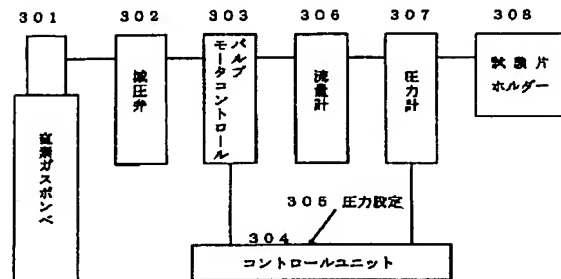 301
302
303
306
307
308
窒素ガスボンベ
減圧弁
バルブ
モータコントロール
流量計
圧力計
試験片
ホルダー
305 圧力設定
304
コントロールユニット